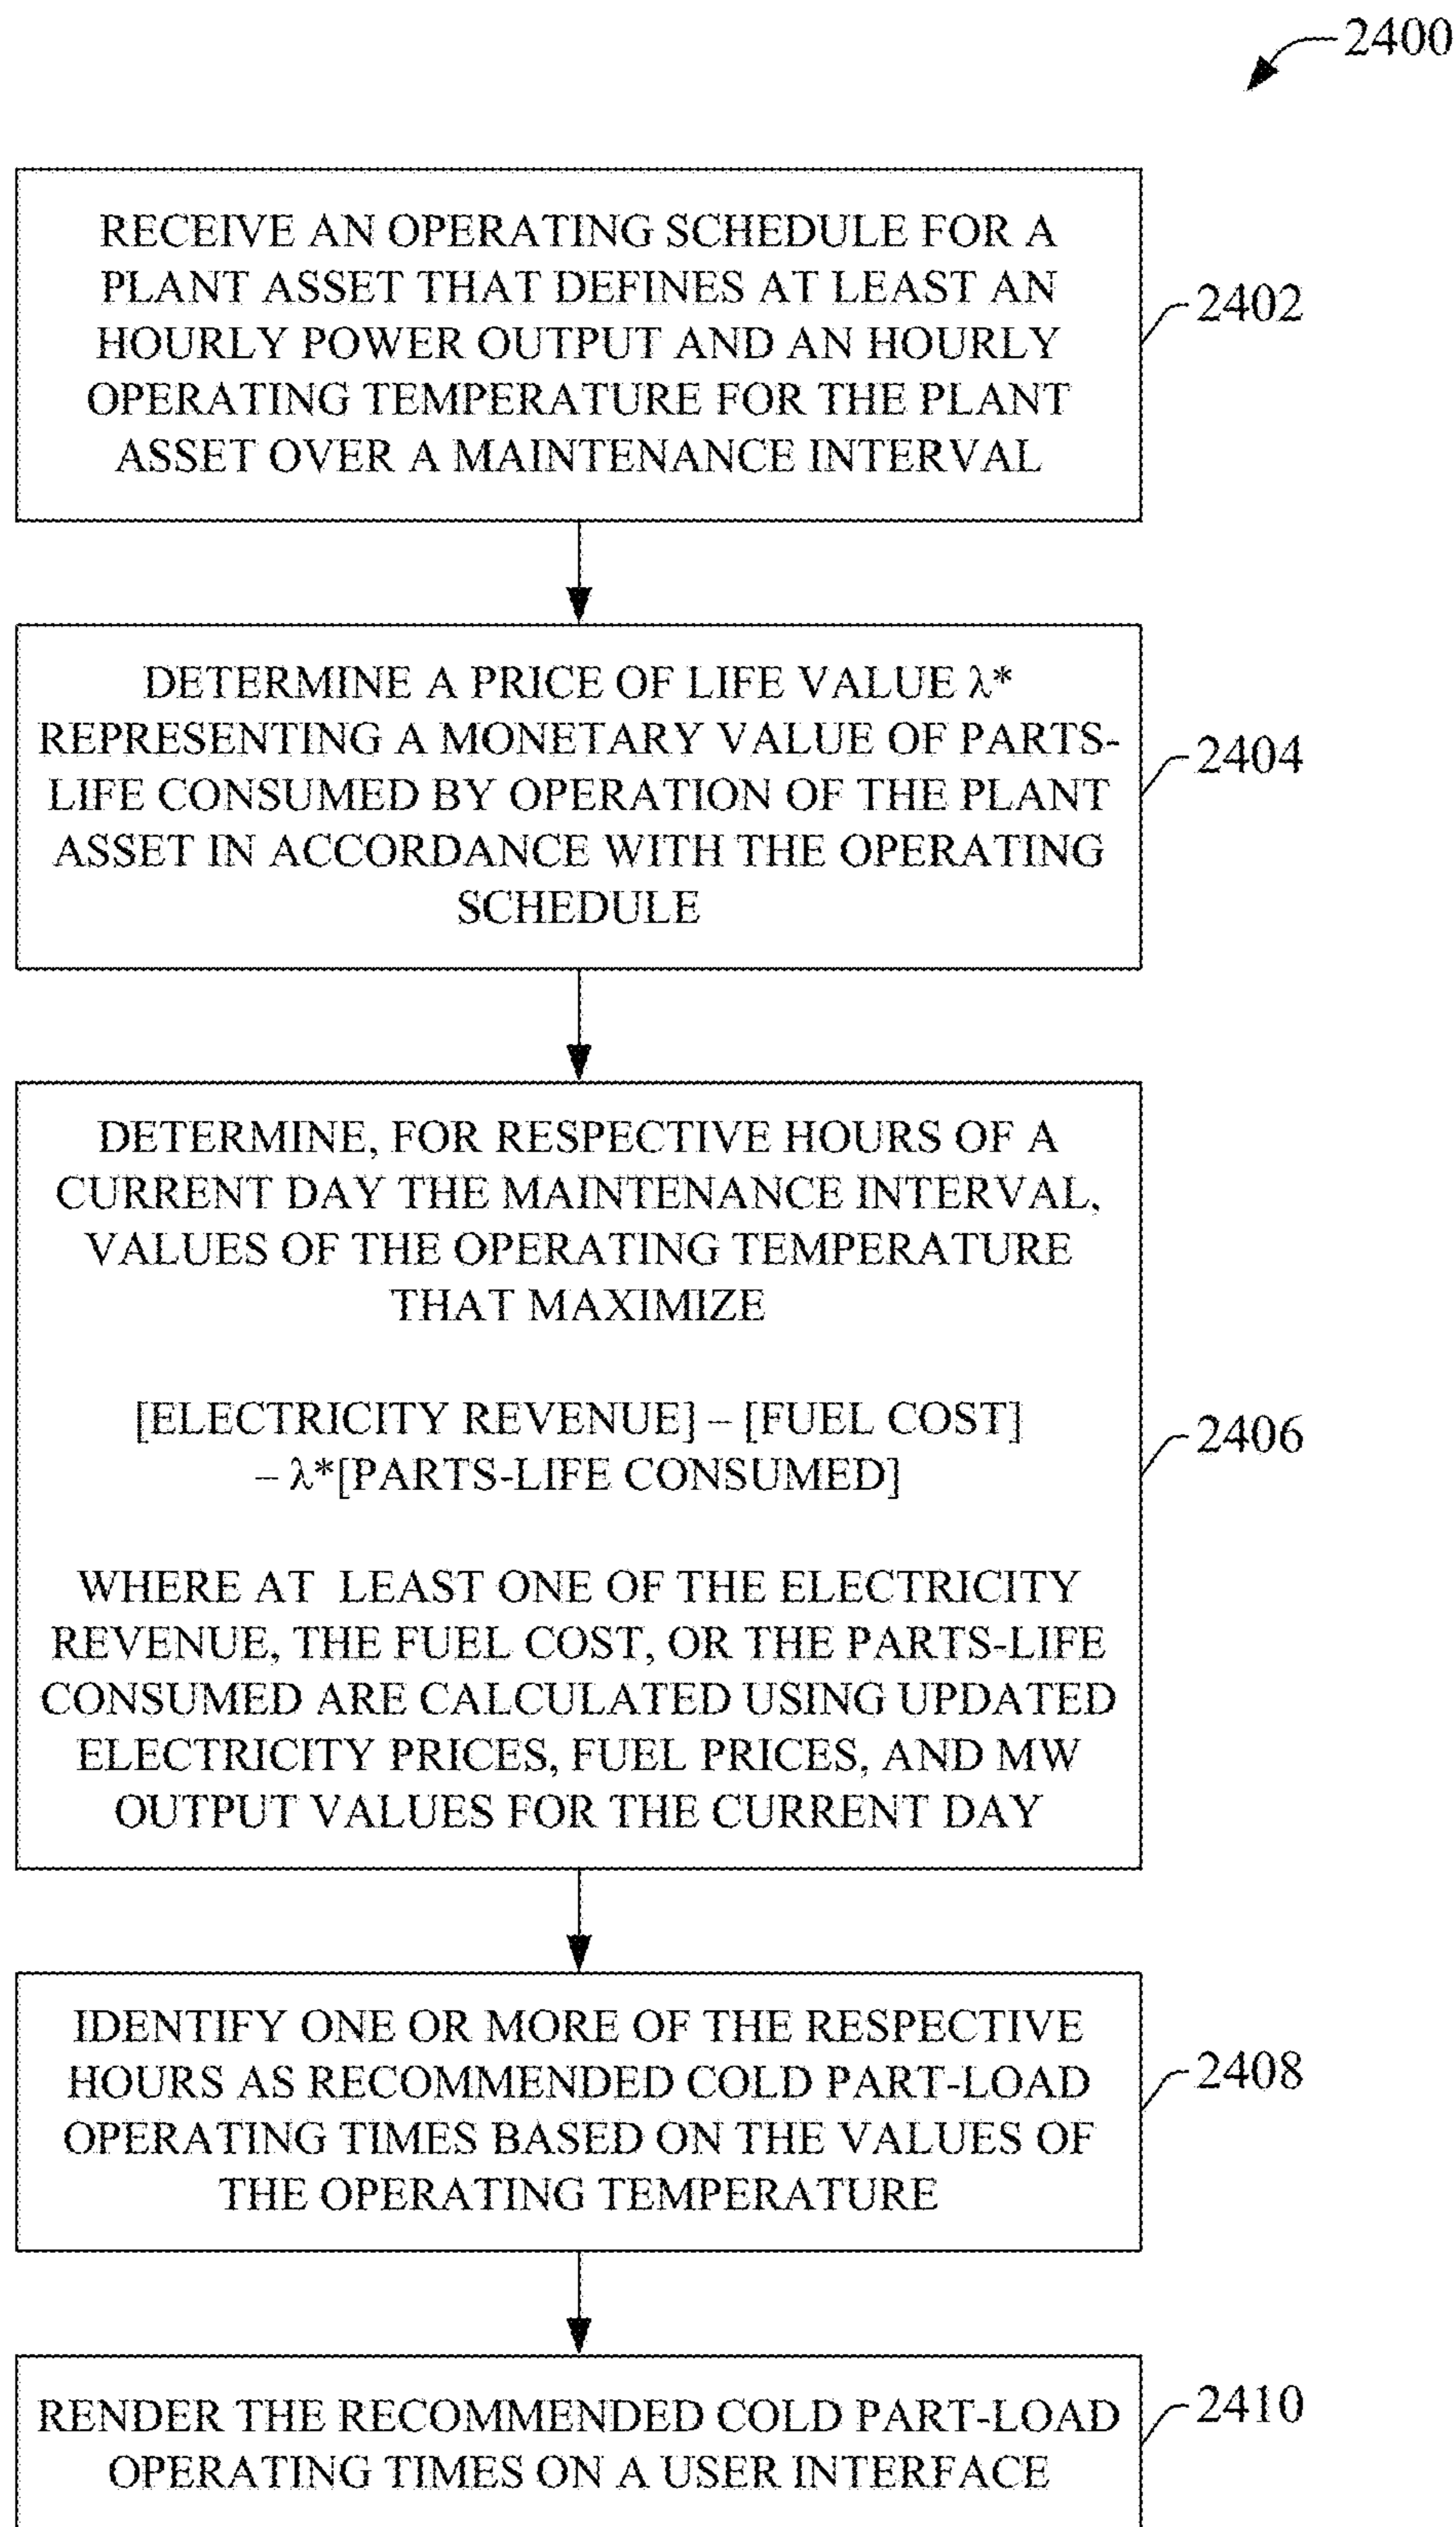 2400
RECEIVE AN OPERATING SCHEDULE FOR A
PLANT ASSET THAT DEFINES AT LEAST AN
HOURLY POWER OUTPUT AND AN HOURLY
OPERATING TEMPERATURE FOR THE PLANT
ASSET OVER A MAINTENANCE INTERVAL
2402
DETERMINE A PRICE OF LIFE VALUE λ*
REPRESENTING A MONETARY VALUE OF PARTS-
LIFE CONSUMED BY OPERATION OF THE PLANT
ASSET IN ACCORDANCE WITH THE OPERATING
SCHEDULE
2404
DETERMINE, FOR RESPECTIVE HOURS OF A
CURRENT DAY THE MAINTENANCE INTERVAL,
VALUES OF THE OPERATING TEMPERATURE
THAT MAXIMIZE
[ELECTRICITY REVENUE] – [FUEL COST]
– λ*[PARTS-LIFE CONSUMED]
WHERE AT LEAST ONE OF THE ELECTRICITY
REVENUE, THE FUEL COST, OR THE PARTS-LIFE
CONSUMED ARE CALCULATED USING UPDATED
ELECTRICITY PRICES, FUEL PRICES, AND MW
OUTPUT VALUES FOR THE CURRENT DAY
2406
IDENTIFY ONE OR MORE OF THE RESPECTIVE
HOURS AS RECOMMENDED COLD PART-LOAD
OPERATING TIMES BASED ON THE VALUES OF
THE OPERATING TEMPERATURE
2408
RENDER THE RECOMMENDED COLD PART-LOAD
OPERATING TIMES ON A USER INTERFACE
2410